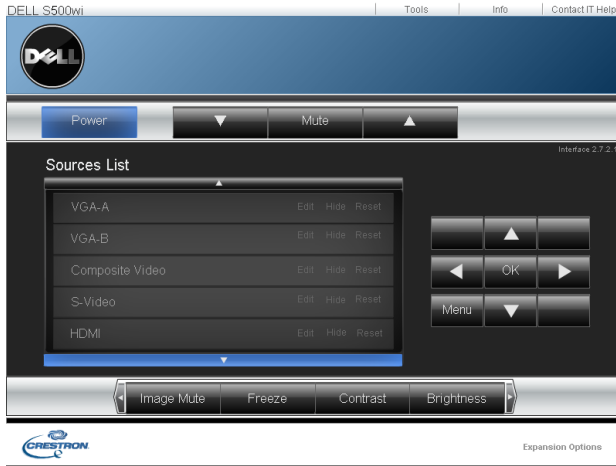 DELL S500wi
Tools Info Contact IT Help
DELL
Power Mute
Interface 2.7.2.1
Sources List
VGA-A Edit Hide Reset
VGA-B Edit Hide Reset
Composite Video Edit Hide Reset
S-Video Edit Hide Reset
HDMI Edit Hide Reset
OK
Menu
Image Mute Freeze Contrast Brightness
CRESTRON
Expansion Options